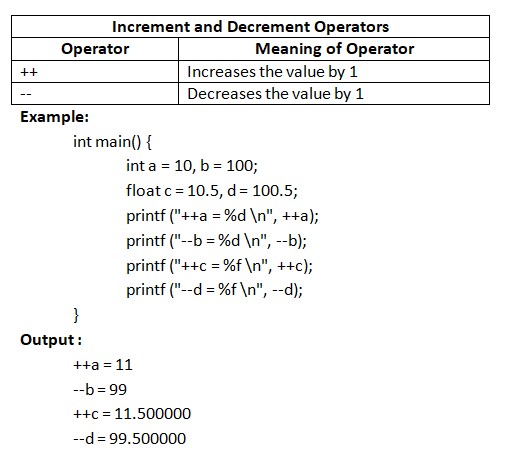 Increment and Decrement Operators
Operator Meaning of Operator
++ Increases the value by 1
-- Decreases the value by 1
Example:
int main() {
int a = 10, b = 100;
float c = 10.5, d = 100.5;
printf ("++a = %d \n", ++a);
printf ("--b = %d \n", --b);
printf ("++c = %f \n", ++c);
printf ("--d = %f \n", --d);
}
Output :
++a = 11
--b = 99
++c = 11.500000
--d = 99.500000